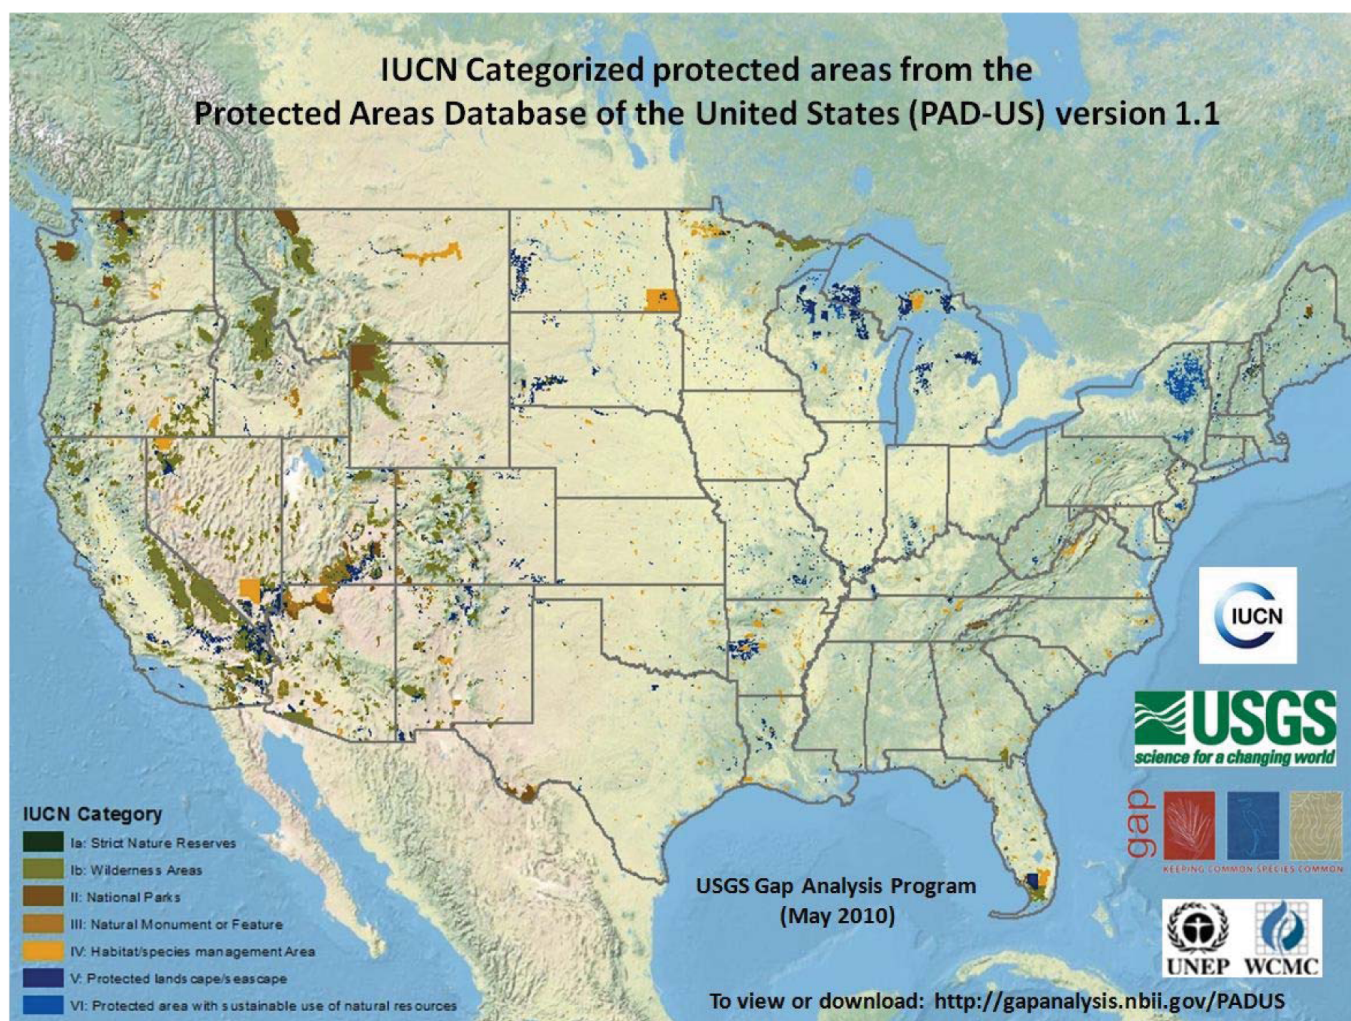 IUCN Categorized protected areas from the
Protected Areas Database of the United States (PAD-US) version 1.1
IUCN
USGS
science for a changing world
gap
KEEPING COMMON SPECIES COMMON
IUCN Category
Ia: Strict Nature Reserves
Ib: Wilderness Areas
II: National Parks
III: Natural Monument or Feature
IV: Habitat/species management Area
V: Protected landscape/seascape
VI: Protected area with sustainable use of natural resources
USGS Gap Analysis Program
(May 2010)
UNEP WCMC
To view or download: http://gapanalysis.nbii.gov/PADUS